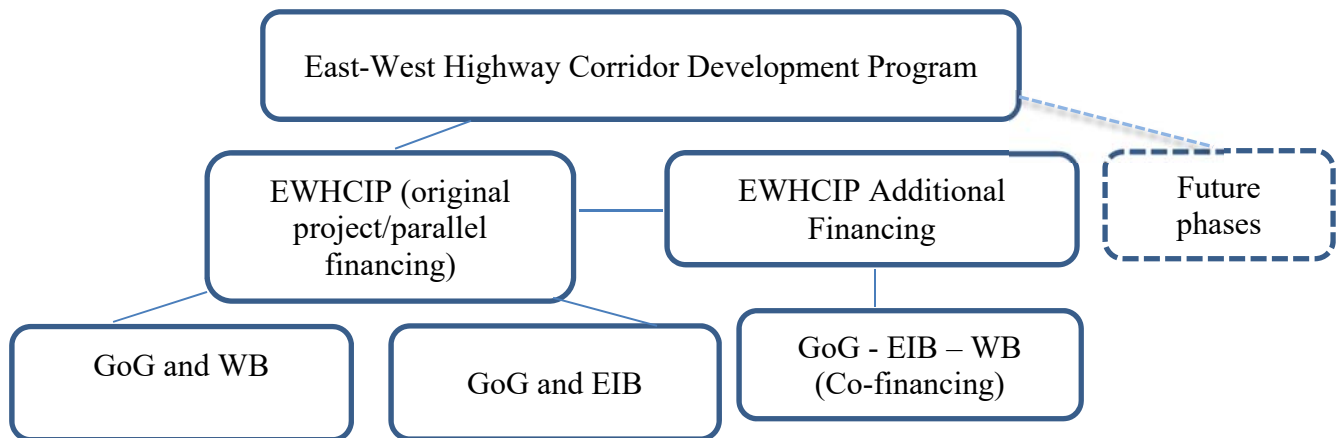 East-West Highway Corridor Development Program
EWHCIP (original
project/parallel
financing)
EWHCIP Additional
Financing
Future
phases
GoG and WB
GoG and EIB
GoG - EIB – WB
(Co-financing)